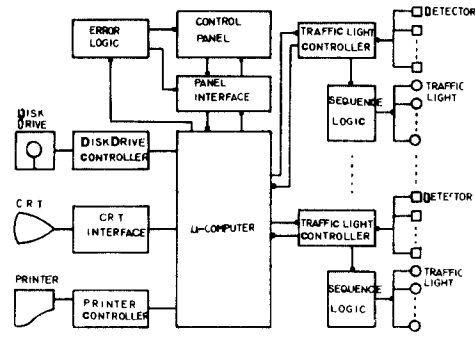 CONTROL
PANEL
ERROR
LOGIC
PANEL
INTERFACE
TRAFFIC LIGHT
CONTROLLER
DETECTOR
SEQUENCE
LOGIC
TRAFFIC
LIGHT
DISK
DRIVE
DISK DRIVE
CONTROLLER
CRT
CRT
INTERFACE
μ-COMPUTER
PRINTER
PRINTER
CONTROLLER
TRAFFIC LIGHT
CONTROLLER
DETECTOR
SEQUENCE
LOGIC
TRAFFIC
LIGHT